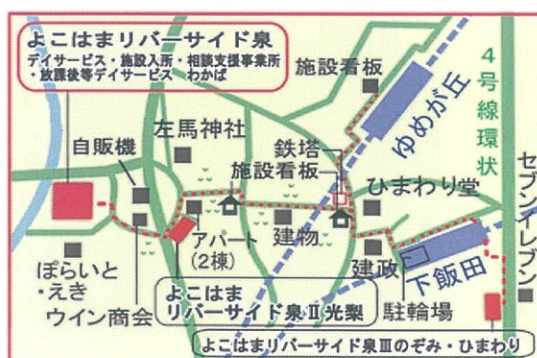 よこはまリバーサイド泉
デイサービス・施設入所・相談支援事業所
・放課後等デイサービス わかば
施設看板
ゆめが丘
4号線環状
左馬神社
自販機
鉄塔
施設看板
ひまわり堂
セブンイレブン
アパート
(2棟)
建物
建政
下飯田
ぽらいと
・えき
ウイン商会
よこはま
リバーサイド泉Ⅱ光梨
駐輪場
よこはまリバーサイド泉Ⅲのぞみ・ひまわり